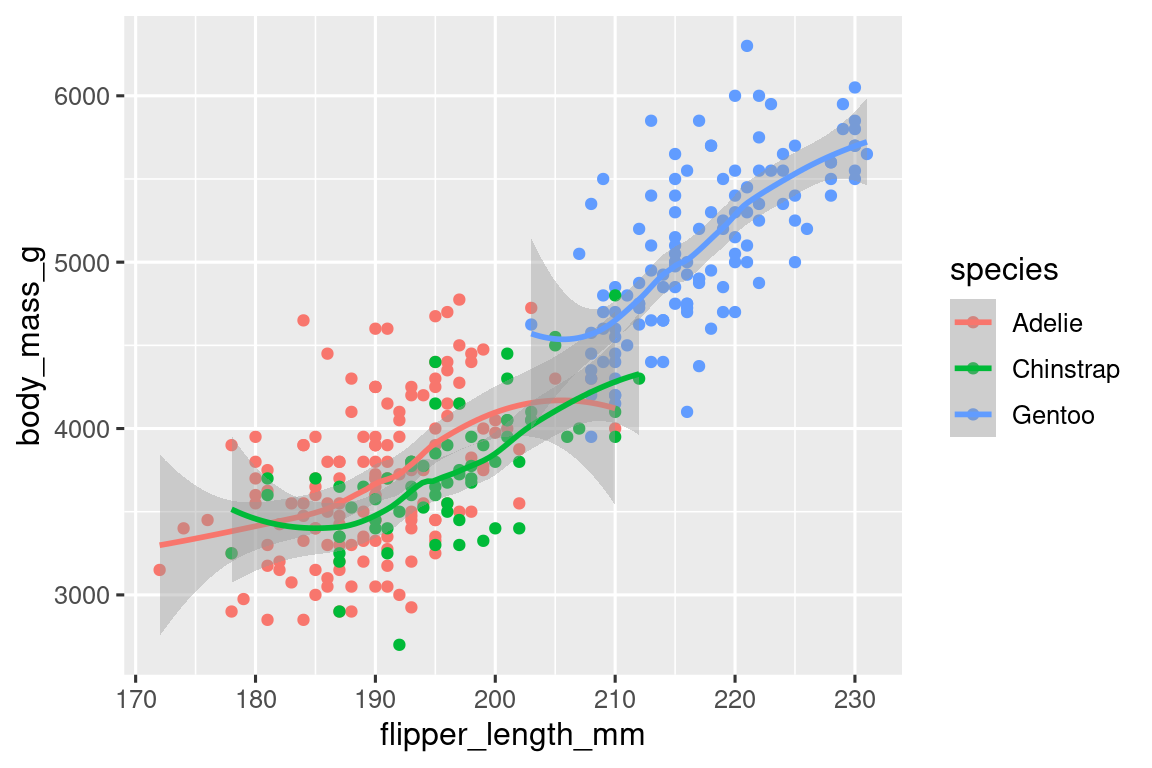 6000
5000
4000
3000
body_mass_g
170 180 190 200 210 220 230
flipper_length_mm
species
Adelie
Chinstrap
Gentoo